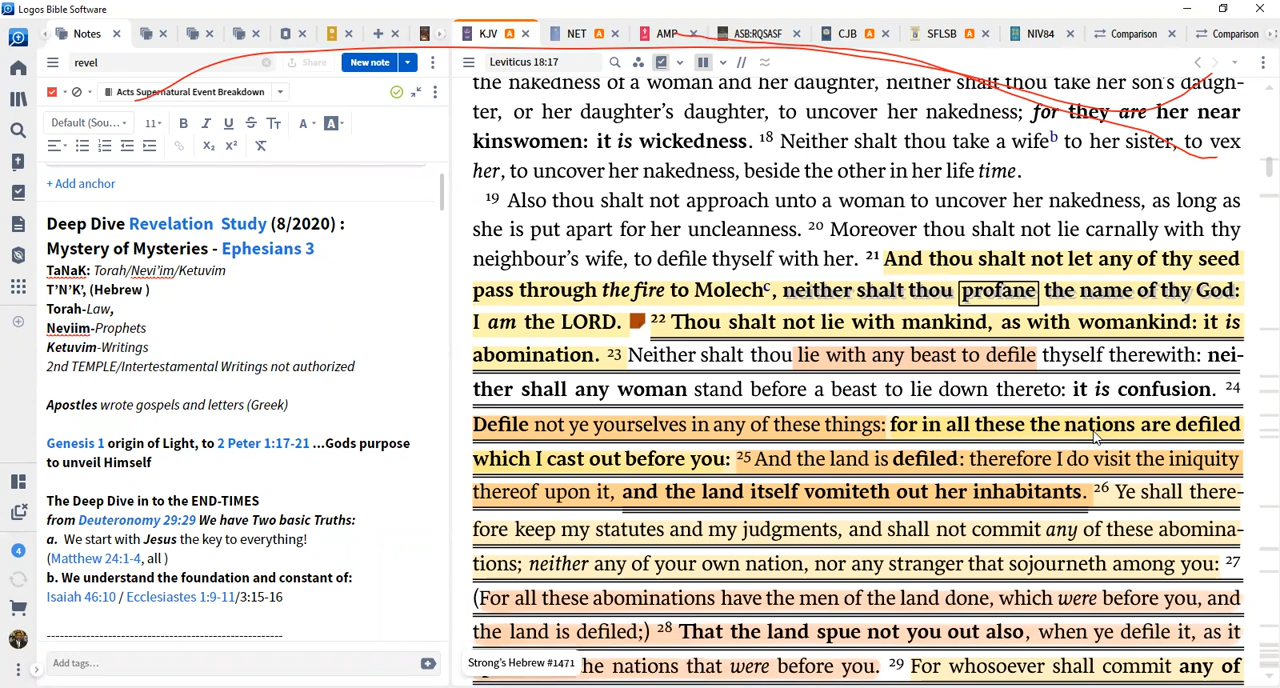 Logos Bible Software
Notes
KJV
NET
AMP
ASB:RQSASF
CJB
SFLSB
NIV84
Comparison
Comparison
revel
Share
New note
Leviticus 18:17
Acts Supernatural Event Breakdown
Default (Sou...
11
B I U S Tt A A
X₂ X²
+ Add anchor
Deep Dive Revelation Study (8/2020) :
Mystery of Mysteries - Ephesians 3
TaNaK: Torah/Nevi'im/Ketuvim
T'N'K', (Hebrew )
Torah-Law,
Neviim-Prophets
Ketuvim-Writings
2nd TEMPLE/Intertestamental Writings not authorized
Apostles wrote gospels and letters (Greek)
Genesis 1 origin of Light, to 2 Peter 1:17-21 ...Gods purpose
to unveil Himself
The Deep Dive in to the END-TIMES
from Deuteronomy 29:29 We have Two basic Truths:
a. We start with Jesus the key to everything!
(Matthew 24:1-4, all )
b. We understand the foundation and constant of:
Isaiah 46:10 / Ecclesiastes 1:9-11/3:15-16
--------------------------------------------------
Add tags...
4
the nakedness of a woman and her daughter, neither shalt thou take her son's daugh-
ter, or her daughter's daughter, to uncover her nakedness; for they are her near
kinswomen: it is wickedness. 18 Neither shalt thou take a wifeb to her sister, to vex
her, to uncover her nakedness, beside the other in her life time.
19 Also thou shalt not approach unto a woman to uncover her nakedness, as long as
she is put apart for her uncleanness. 20 Moreover thou shalt not lie carnally with thy
neighbour's wife, to defile thyself with her. 21 And thou shalt not let any of thy seed
pass through the fire to Molechc, neither shalt thou profane the name of thy God:
I am the LORD. 22 Thou shalt not lie with mankind, as with womankind: it is
abomination. 23 Neither shalt thou lie with any beast to defile thyself therewith: nei-
ther shall any woman stand before a beast to lie down thereto: it is confusion. 24
Defile not ye yourselves in any of these things: for in all these the nations are defiled
which I cast out before you: 25 And the land is defiled: therefore I do visit the iniquity
thereof upon it, and the land itself vomiteth out her inhabitants. 26 Ye shall there-
fore keep my statutes and my judgments, and shall not commit any of these abomina-
tions; neither any of your own nation, nor any stranger that sojourneth among you: 27
(For all these abominations have the men of the land done, which were before you, and
the land is defiled;) 28 That the land spue not you out also, when ye defile it, as it
Strong's Hebrew #1471 he nations that were before you. 29 For whosoever shall commit any of